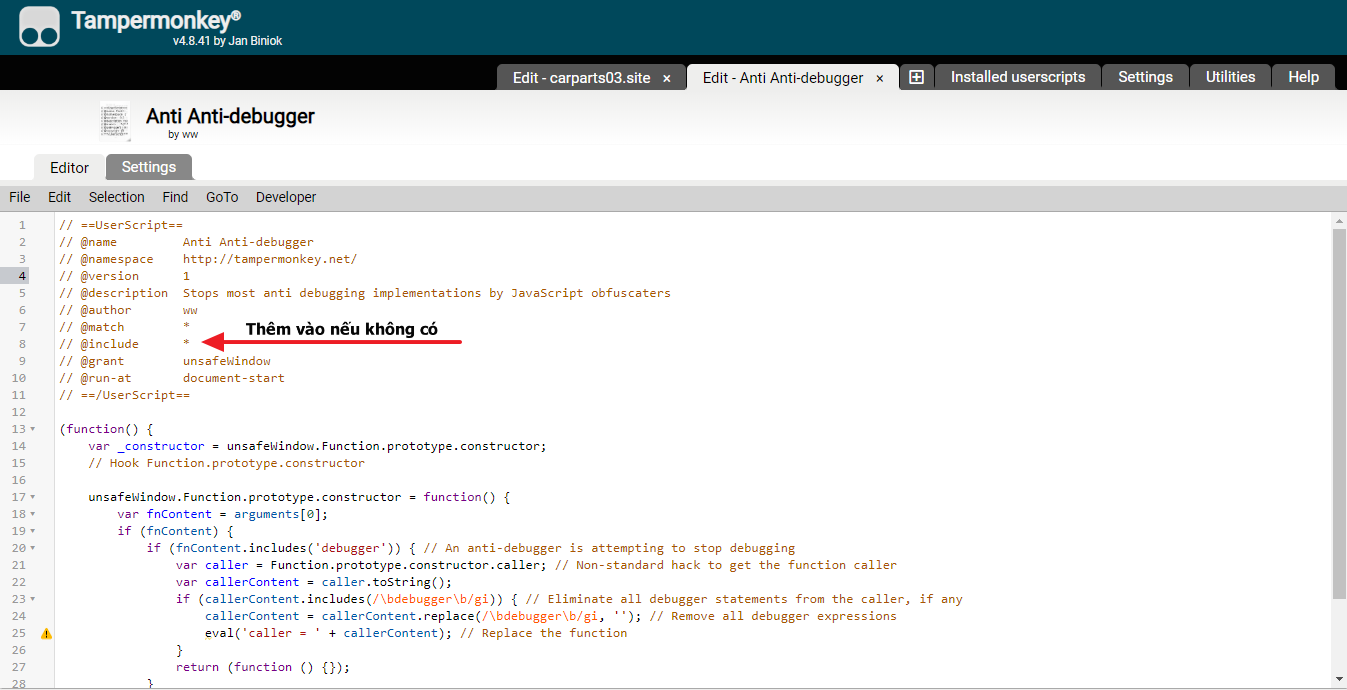 Tampermonkey®
v4.8.41 by Jan Biniok
Edit - carparts03.site × Edit - Anti Anti-debugger × Installed userscripts Settings Utilities Help
Anti Anti-debugger
by ww
Editor Settings
File Edit Selection Find GoTo Developer
1 // ==UserScript==
2 // @name Anti Anti-debugger
3 // @namespace http://tampermonkey.net/
4 // @version 1
5 // @description Stops most anti debugging implementations by JavaScript obfuscaters
6 // @author ww
7 // @match *
Thêm vào nếu không có
8 // @include *
9 // @grant unsafeWindow
10 // @run-at document-start
11 // ==/UserScript==
12
13 (function() {
14 var _constructor = unsafeWindow.Function.prototype.constructor;
15 // Hook Function.prototype.constructor
16
17 unsafeWindow.Function.prototype.constructor = function() {
18 var fnContent = arguments[0];
19 if (fnContent) {
20 if (fnContent.includes('debugger')) { // An anti-debugger is attempting to stop debugging
21 var caller = Function.prototype.constructor.caller; // Non-standard hack to get the function caller
22 var callerContent = caller.toString();
23 if (callerContent.includes(/\bdebugger\b/gi)) { // Eliminate all debugger statements from the caller, if any
24 callerContent = callerContent.replace(/\bdebugger\b/gi, ''); // Remove all debugger expressions
25 eval('caller = ' + callerContent); // Replace the function
26 }
27 return (function () {});
28 }